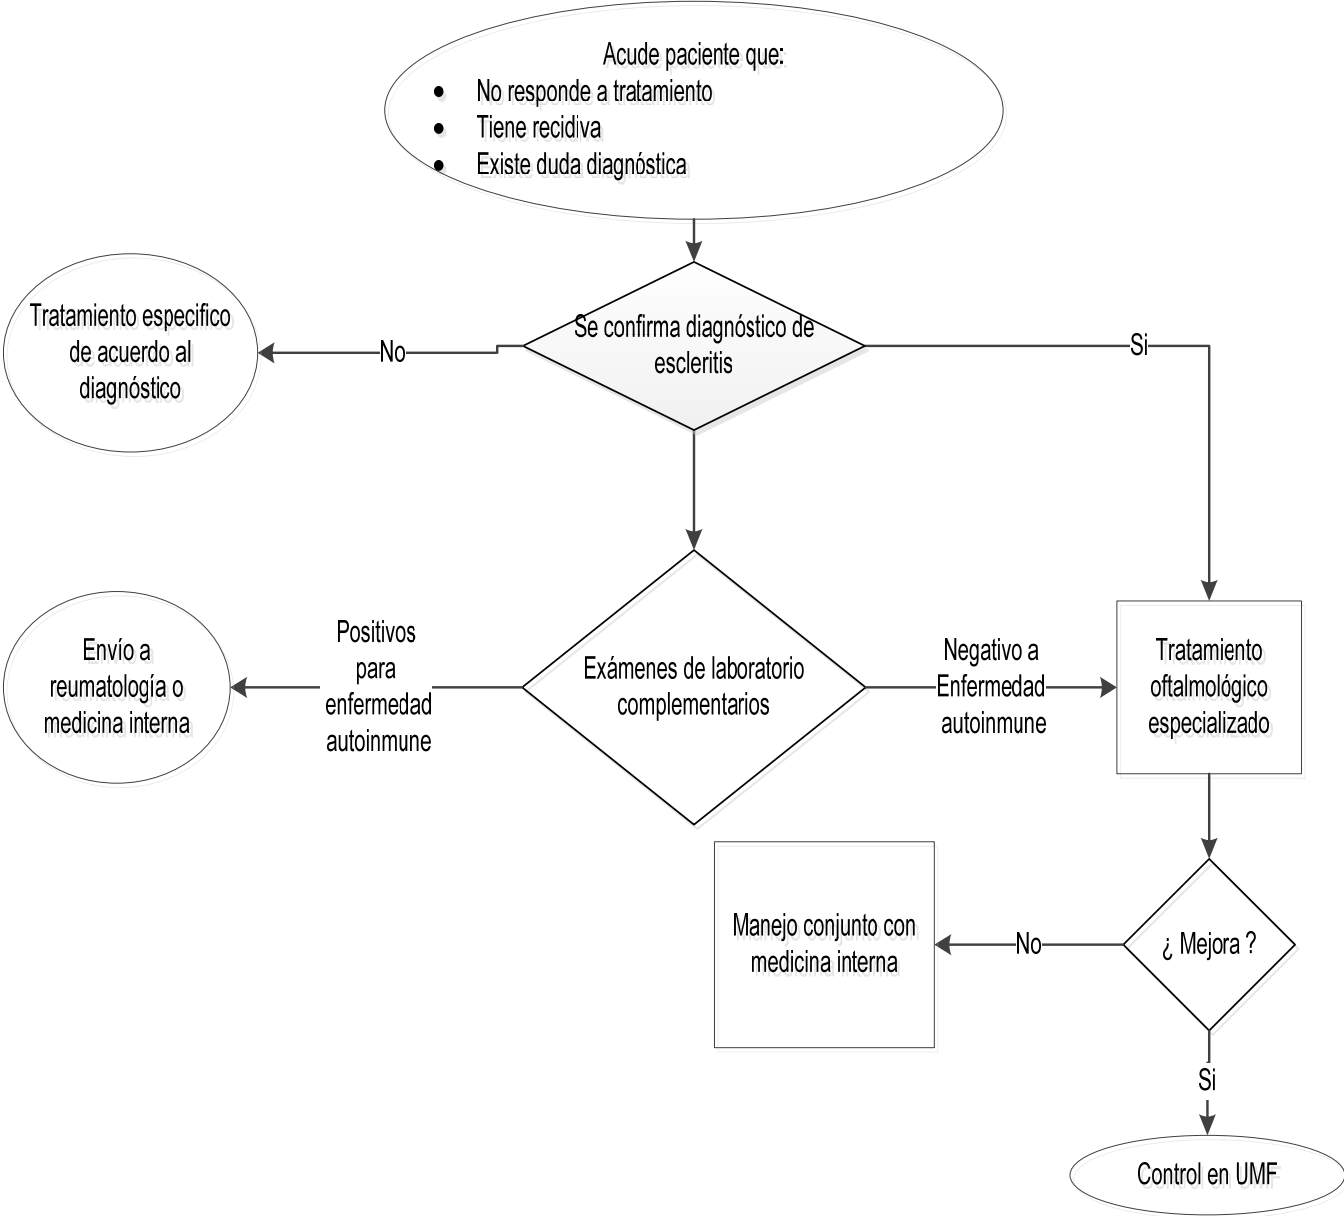 Acude paciente que:
• No responde a tratamiento
• Tiene recidiva
• Existe duda diagnóstica
Se confirma diagnóstico de
escleritis
No
Si
Tratamiento especifico
de acuerdo al
diagnóstico
Exámenes de laboratorio
complementarios
Positivos
para
enfermedad
autoinmune
Envío a
reumatología o
medicina interna
Negativo a
Enfermedad
autoinmune
Tratamiento
oftalmológico
especializado
¿ Mejora ?
No
Manejo conjunto con
medicina interna
Si
Control en UMF